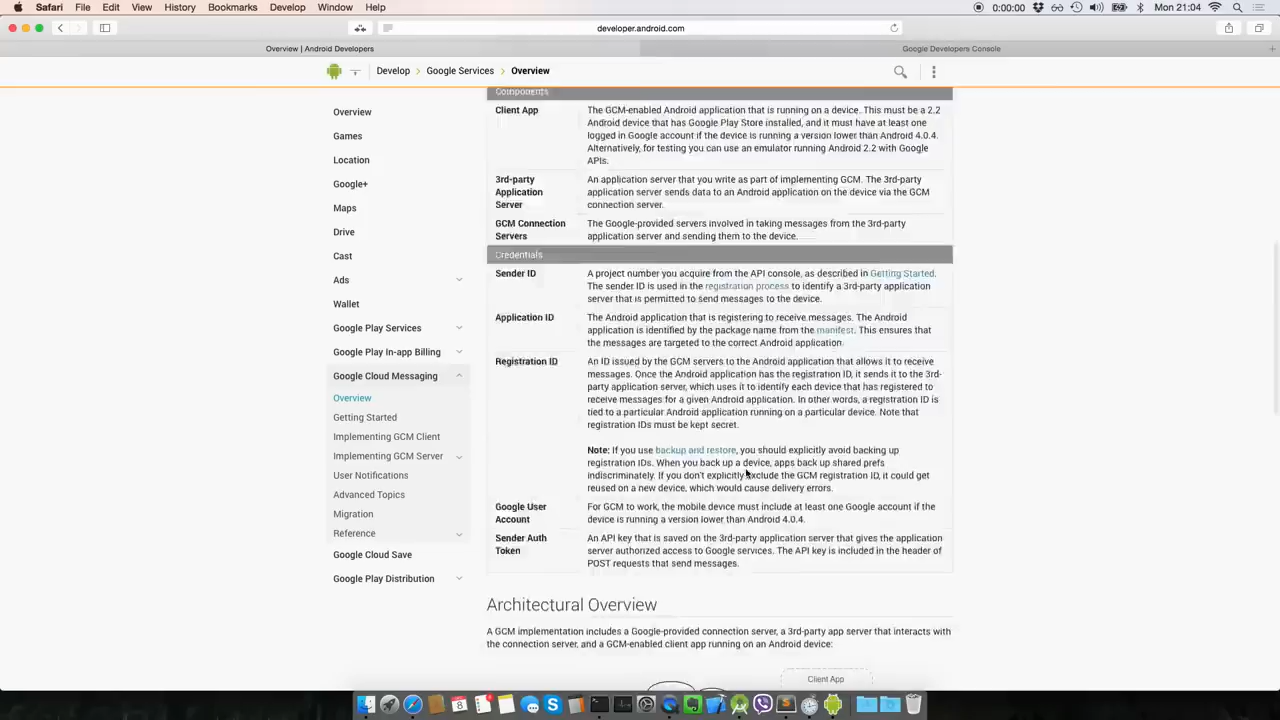 Safari File Edit View History Bookmarks Develop Window Help 0:00:00 Mon 21:04
developer.android.com
Overview | Android Developers Google Developers Console
Develop Google Services Overview
Overview
Games
Location
Google+
Maps
Drive
Cast
Ads
Wallet
Google Play Services
Google Play In-app Billing
Google Cloud Messaging
Overview
Getting Started
Implementing GCM Client
Implementing GCM Server
User Notifications
Advanced Topics
Migration
Reference
Google Cloud Save
Google Play Distribution
Components
Client App
The GCM-enabled Android application that is running on a device. This must be a 2.2
Android device that has Google Play Store installed, and it must have at least one
logged in Google account if the device is running a version lower than Android 4.0.4.
Alternatively, for testing you can use an emulator running Android 2.2 with Google
APIs.
3rd-party
Application
Server
An application server that you write as part of implementing GCM. The 3rd-party
application server sends data to an Android application on the device via the GCM
connection server.
GCM Connection
Servers
The Google-provided servers involved in taking messages from the 3rd-party
application server and sending them to the device.
Credentials
Sender ID
A project number you acquire from the API console, as described in Getting Started.
The sender ID is used in the registration process to identify a 3rd-party application
server that is permitted to send messages to the device.
Application ID
The Android application that is registering to receive messages. The Android
application is identified by the package name from the manifest. This ensures that
the messages are targeted to the correct Android application.
Registration ID
An ID issued by the GCM servers to the Android application that allows it to receive
messages. Once the Android application has the registration ID, it sends it to the 3rd-
party application server, which uses it to identify each device that has registered to
receive messages for a given Android application. In other words, a registration ID is
tied to a particular Android application running on a particular device. Note that
registration IDs must be kept secret.
Note: If you use backup and restore, you should explicitly avoid backing up
registration IDs. When you back up a device, apps back up shared prefs
indiscriminately. If you don't explicitly exclude the GCM registration ID, it could get
reused on a new device, which would cause delivery errors.
Google User
Account
For GCM to work, the mobile device must include at least one Google account if the
device is running a version lower than Android 4.0.4.
Sender Auth
Token
An API key that is saved on the 3rd-party application server that gives the application
server authorized access to Google services. The API key is included in the header of
POST requests that send messages.
Architectural Overview
A GCM implementation includes a Google-provided connection server, a 3rd-party app server that interacts with
the connection server, and a GCM-enabled client app running on an Android device:
Client App